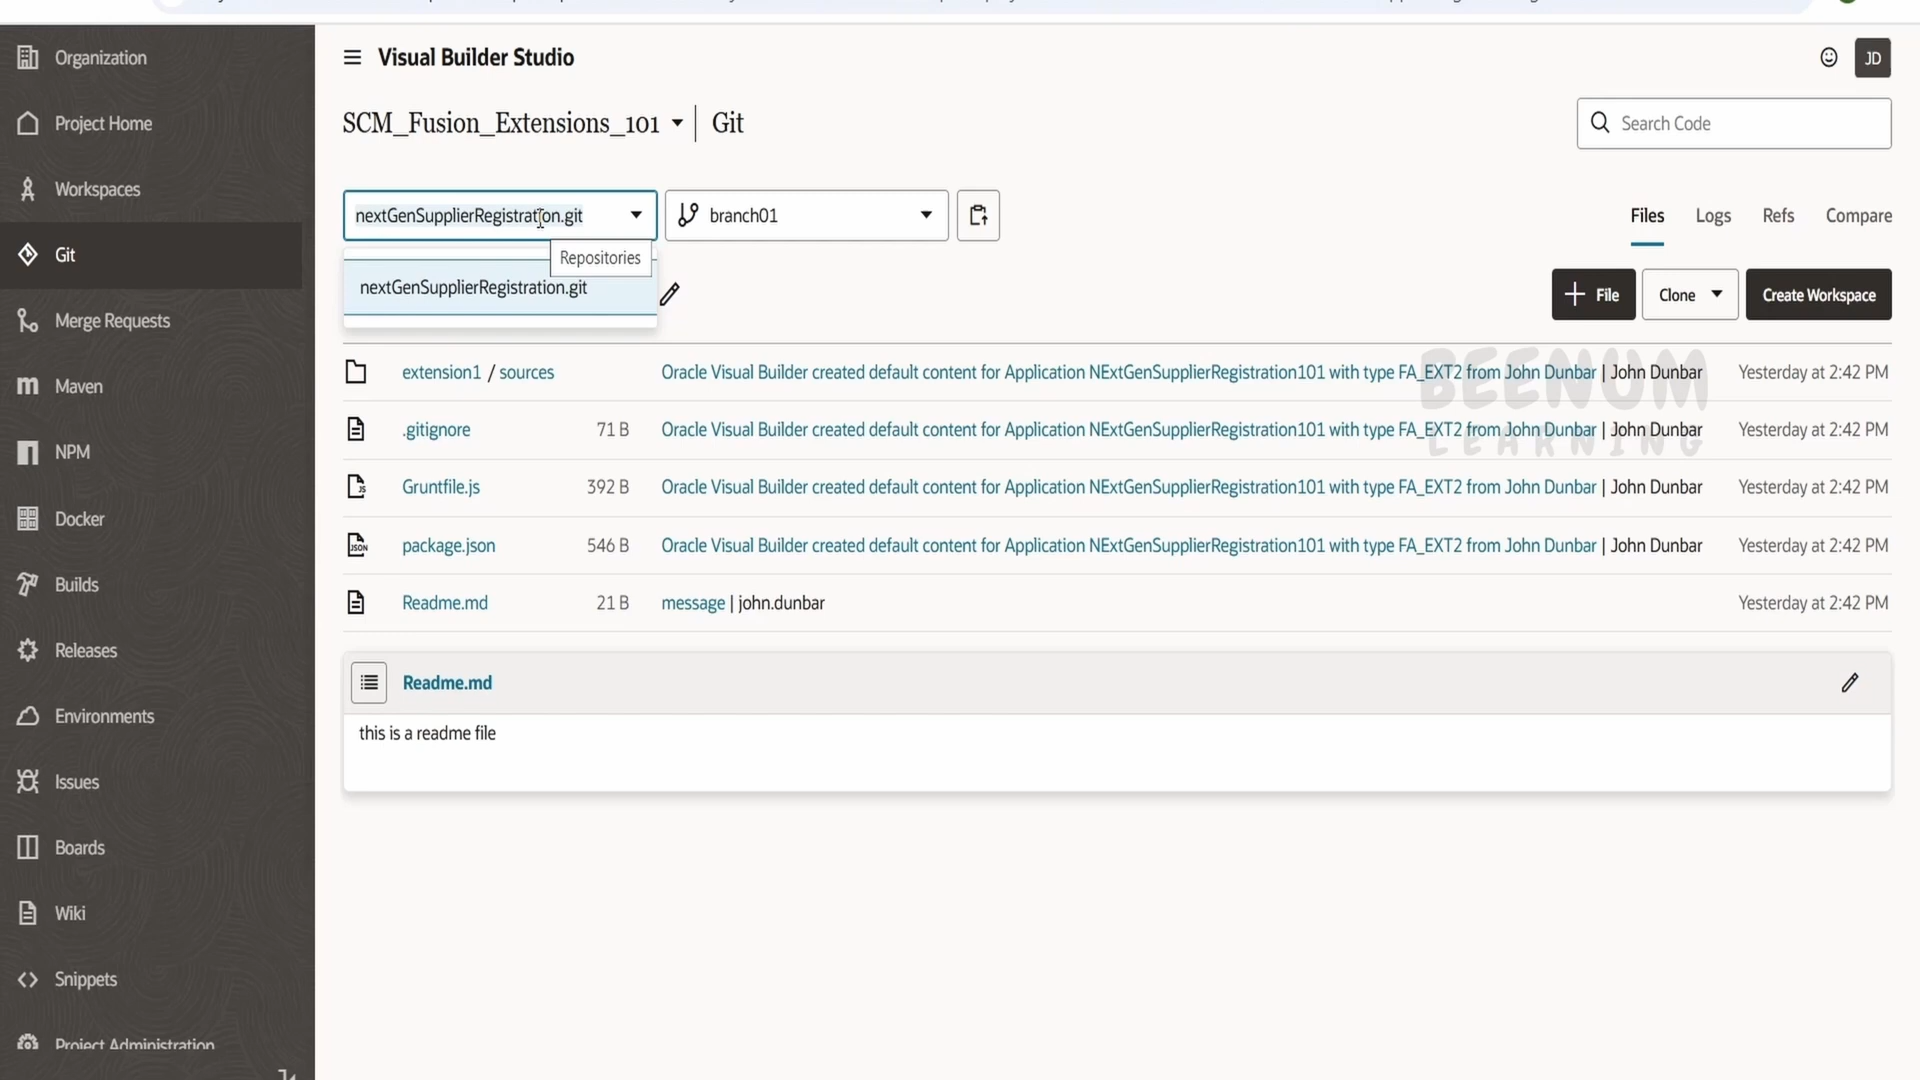 Organization
Project Home
Workspaces
Git
Merge Requests
Maven
NPM
Docker
Builds
Releases
Environments
Issues
Boards
Wiki
Snippets
Project Administration
Visual Builder Studio
JD
SCM_Fusion_Extensions_101 | Git
Search Code
nextGenSupplierRegistration.git
branch01
Files Logs Refs Compare
Repositories
nextGenSupplierRegistration.git
File
Clone
Create Workspace
extension1 / sources Oracle Visual Builder created default content for Application NExtGenSupplierRegistration101 with type FA_EXT2 from John Dunbar | John Dunbar Yesterday at 2:42 PM
.gitignore 71 B Oracle Visual Builder created default content for Application NExtGenSupplierRegistration101 with type FA_EXT2 from John Dunbar | John Dunbar Yesterday at 2:42 PM
Gruntfile.js 392 B Oracle Visual Builder created default content for Application NExtGenSupplierRegistration101 with type FA_EXT2 from John Dunbar | John Dunbar Yesterday at 2:42 PM
package.json 546 B Oracle Visual Builder created default content for Application NExtGenSupplierRegistration101 with type FA_EXT2 from John Dunbar | John Dunbar Yesterday at 2:42 PM
Readme.md 21 B message | john.dunbar Yesterday at 2:42 PM
BEENUM
LEARNING
Readme.md
this is a readme file